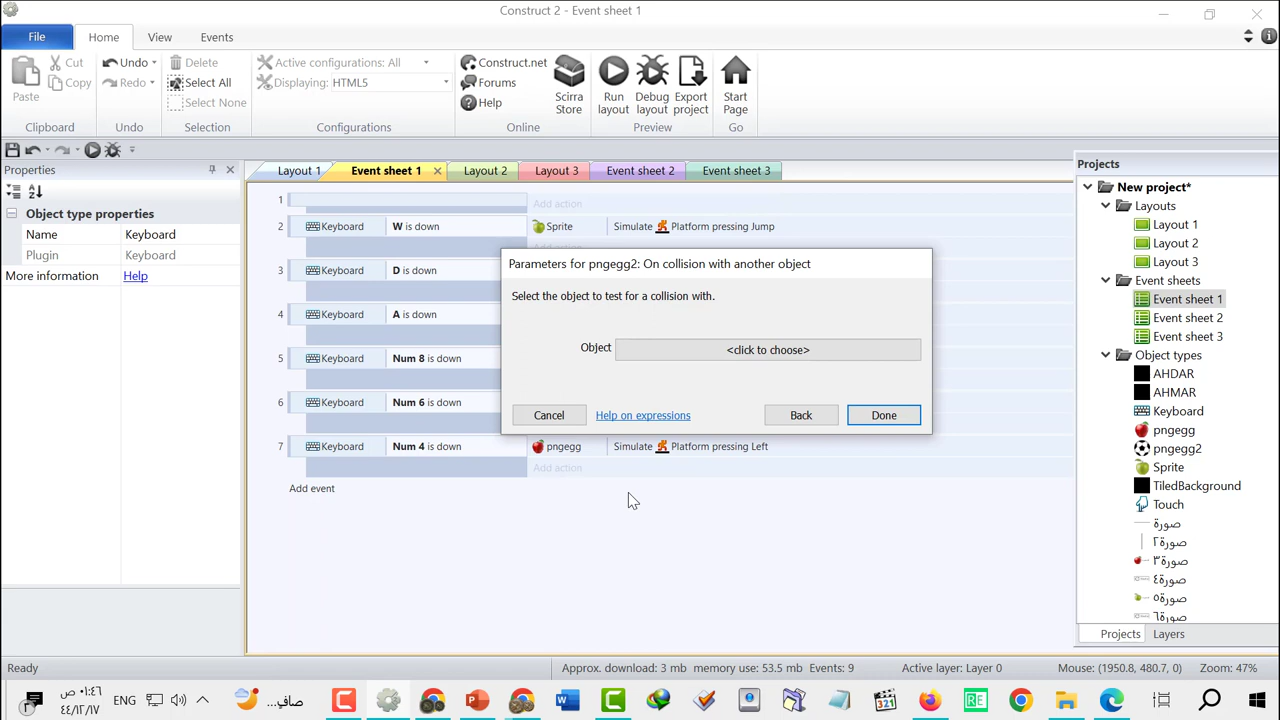 Construct 2 - Event sheet 1
File
Home
View
Events
Paste
Cut
Copy
Clipboard
Undo
Redo
Undo
Delete
Select All
Select None
Selection
Active configurations: All
Displaying: HTML5
Configurations
Construct.net
Forums
Help
Scirra Store
Online
Run layout
Debug layout
Export project
Preview
Start Page
Go
Properties
Object type properties
Name Keyboard
Plugin Keyboard
More information Help
Layout 1
Event sheet 1
Layout 2
Layout 3
Event sheet 2
Event sheet 3
1 Add action
2 Keyboard W is down Sprite Simulate Platform pressing Jump
Add action
3 Keyboard D is down
4 Keyboard A is down
5 Keyboard Num 8 is down
6 Keyboard Num 6 is down
7 Keyboard Num 4 is down pngegg Simulate Platform pressing Left
Add action
Add event
Parameters for pngegg2: On collision with another object
Select the object to test for a collision with.
Object <click to choose>
Cancel
Help on expressions
Back
Done
Projects
New project*
Layouts
Layout 1
Layout 2
Layout 3
Event sheets
Event sheet 1
Event sheet 2
Event sheet 3
Object types
AHDAR
AHMAR
Keyboard
pngegg
pngegg2
Sprite
TiledBackground
Touch
صورة
صورة٢
صورة٣
صورة٤
صورة٥
صورة٦
Projects
Layers
Ready
Approx. download: 3 mb memory use: 53.5 mb Events: 9
Active layer: Layer 0
Mouse: (1950.8, 480.7, 0)
Zoom: 47%
٠١:٤٦ ص
٤٤/١٢/١٧
ENG
صافٍ...
321
RE